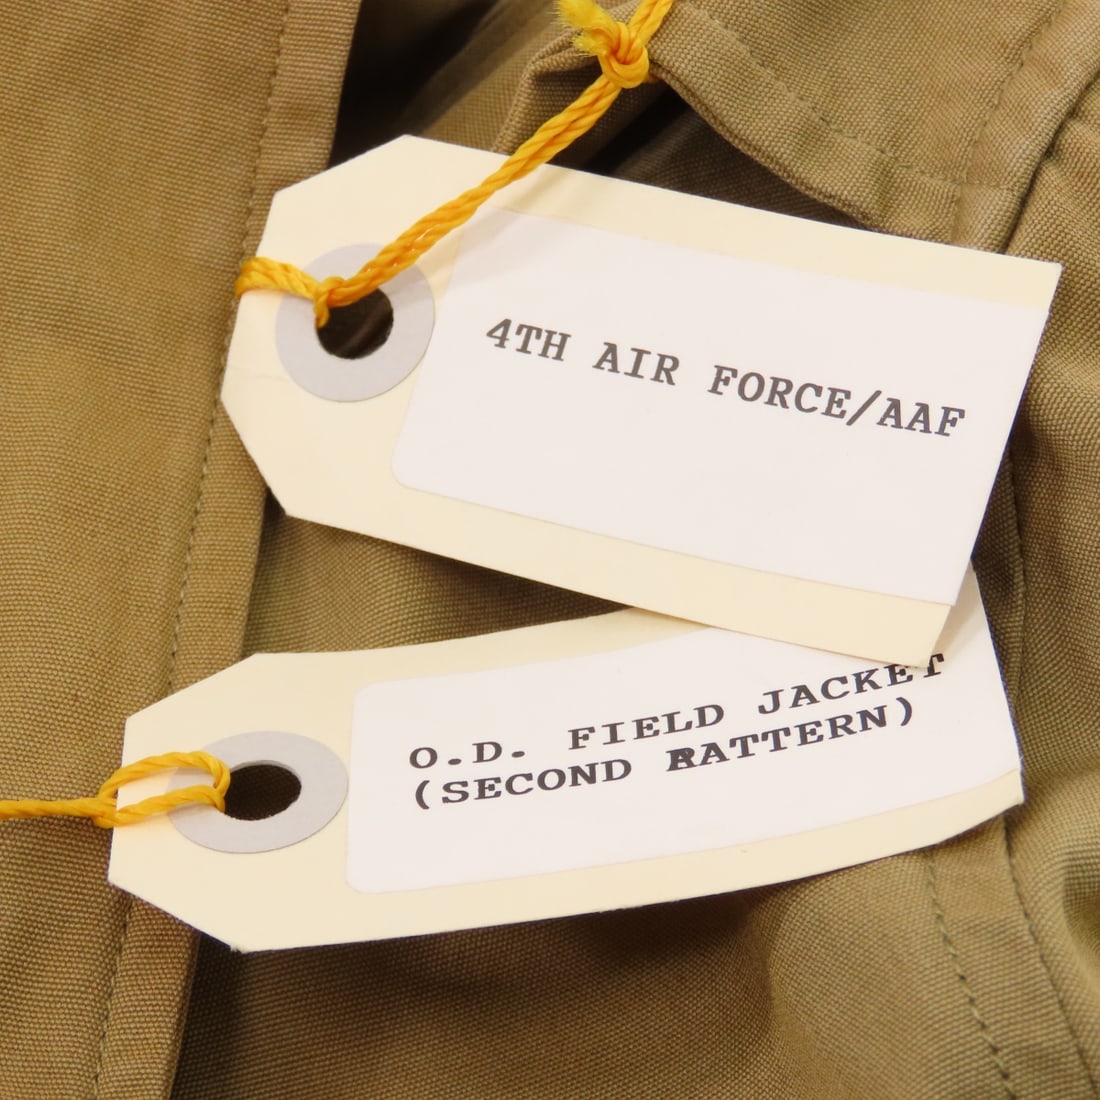 4TH AIR FORCE/AAF
O.D. FIELD JACKET
(SECOND PATTERN)